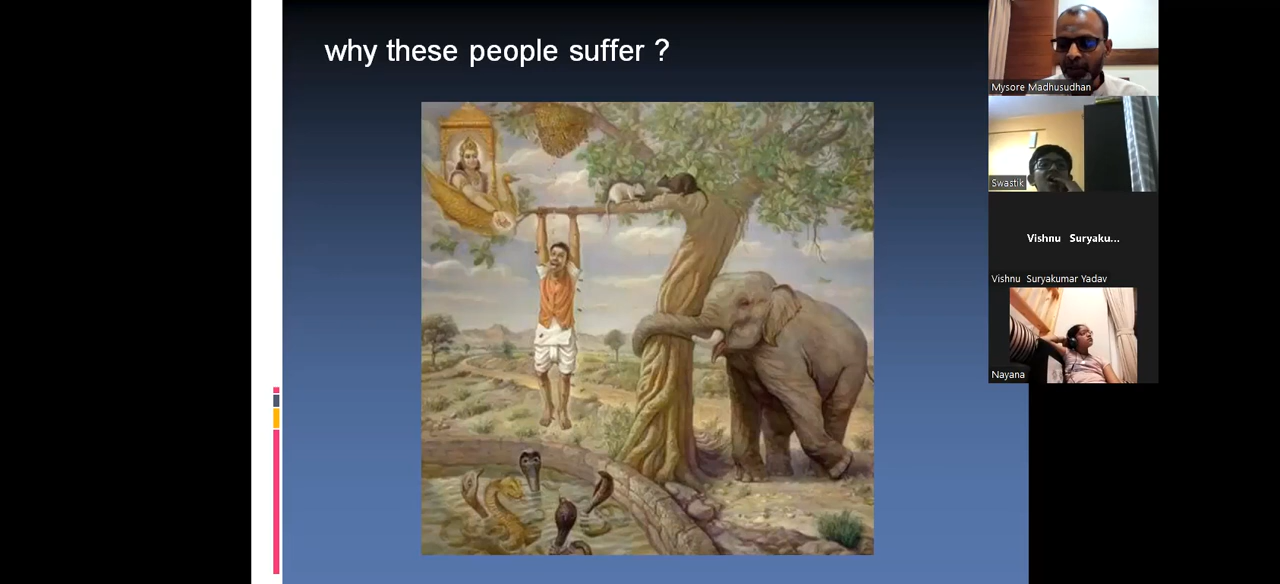 why these people suffer ?
Mysore Madhusudhan
Swastik
Vishnu Suryaku...
Vishnu Suryakumar Yadav
Nayana